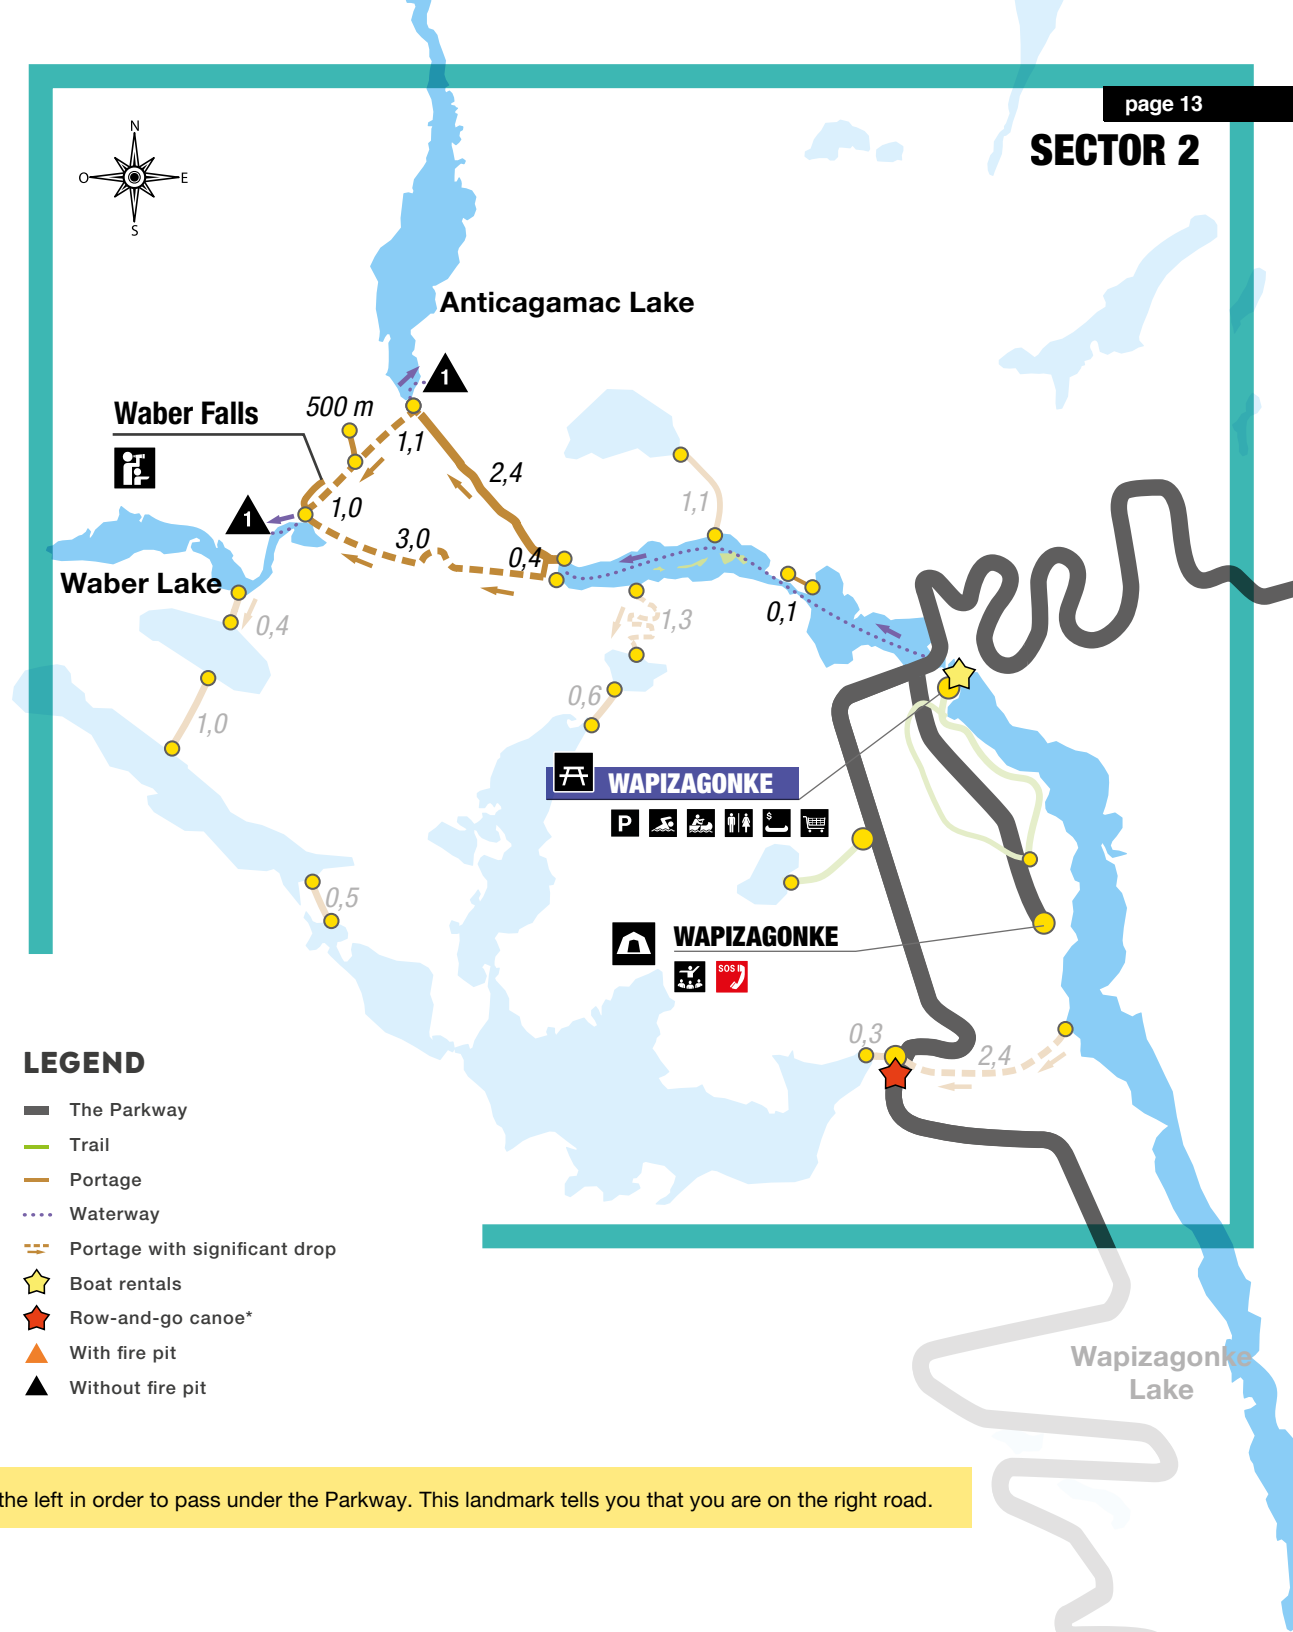 page 13
SECTOR 2
N
O
E
S
Anticagamac Lake
Waber Falls
500 m
1
1,1
2,4
1,0
1
3,0
0,4
1,1
Waber Lake
0,4
1,3
0,1
0,6
1,0
WAPIZAGONKE
P
$
0,5
WAPIZAGONKE
SOS
0,3
2,4
LEGEND
The Parkway
Trail
Portage
Waterway
Portage with significant drop
Boat rentals
Row-and-go canoe*
With fire pit
Without fire pit
Wapizagonke
Lake
the left in order to pass under the Parkway. This landmark tells you that you are on the right road.